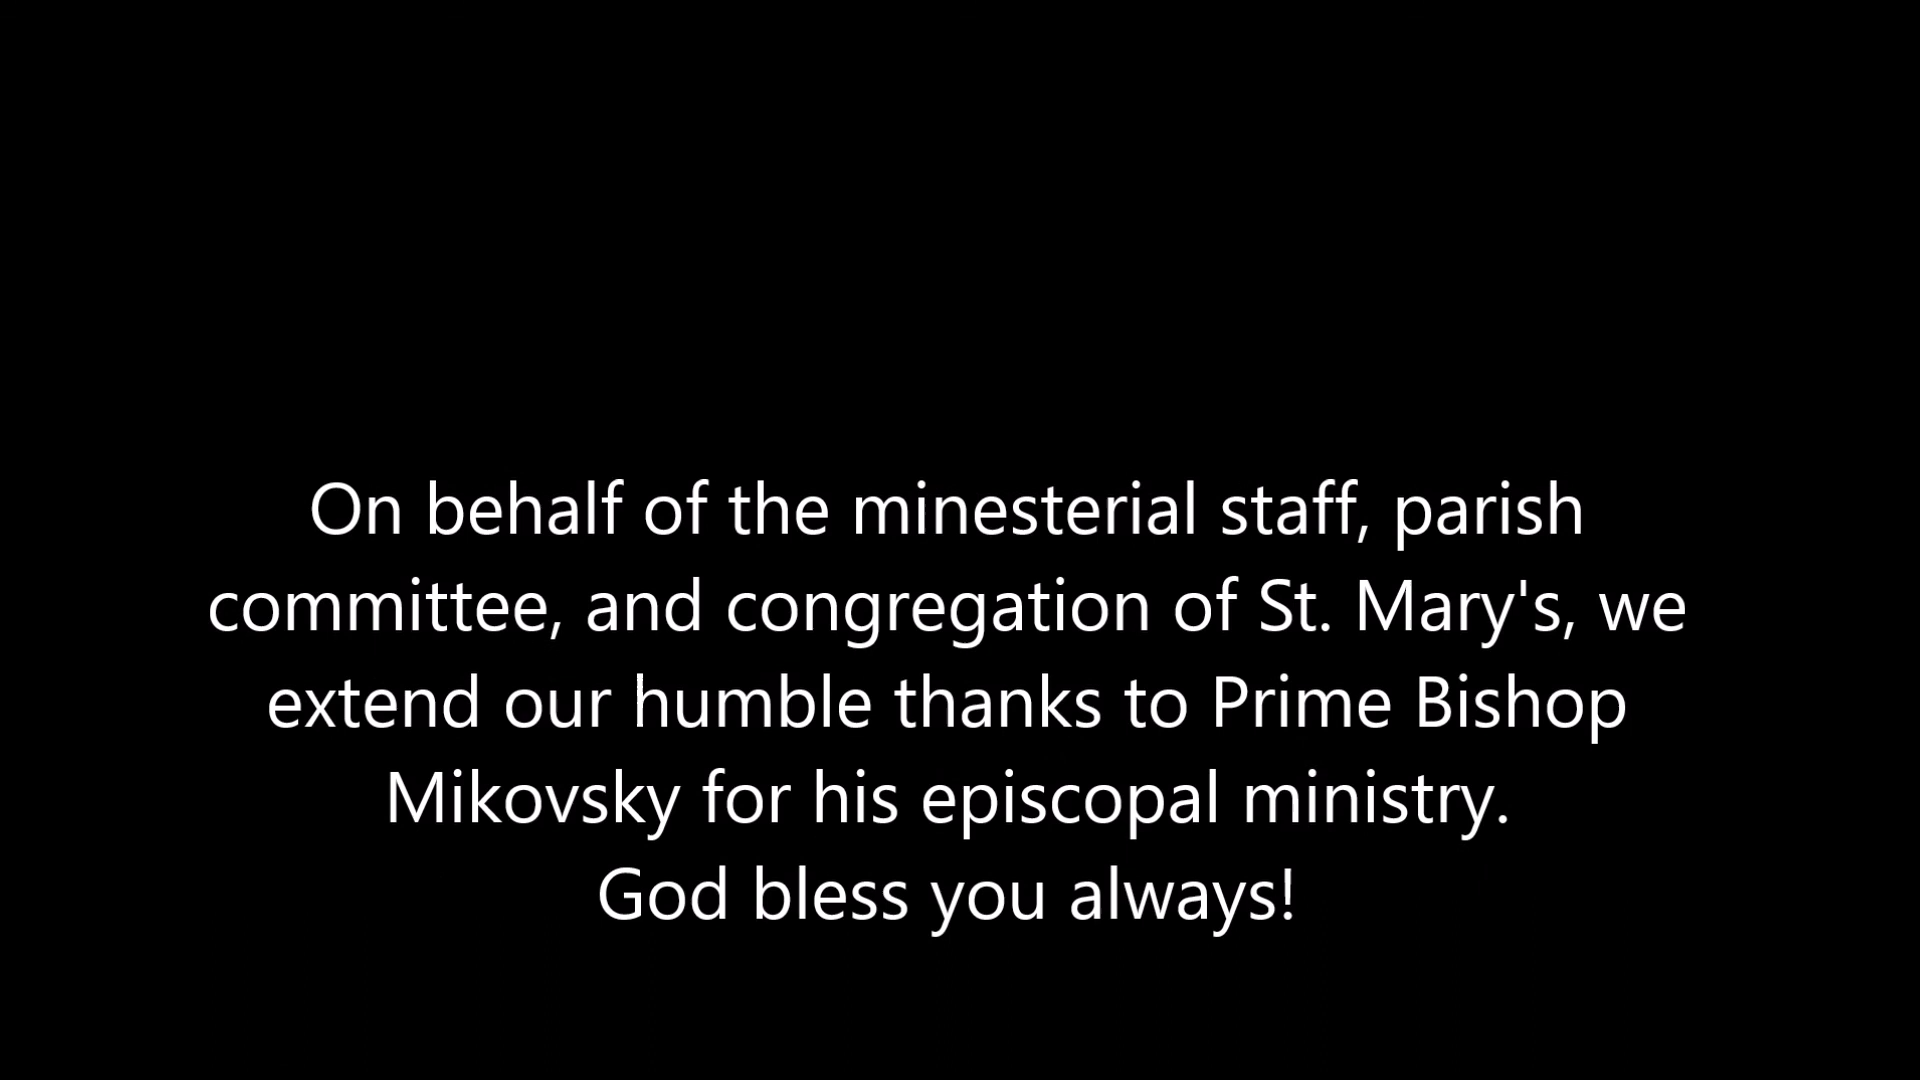 On behalf of the minesterial staff, parish
committee, and congregation of St. Mary's, we
extend our humble thanks to Prime Bishop
Mikovsky for his episcopal ministry.
God bless you always!